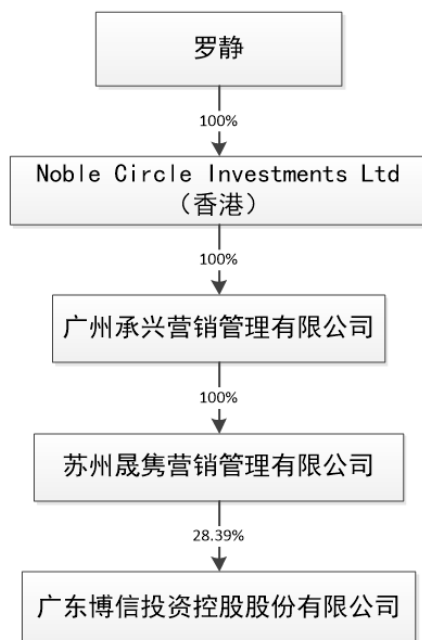 罗静
100%
Noble Circle Investments Ltd
（香港）
100%
广州承兴营销管理有限公司
100%
苏州晟隽营销管理有限公司
28.39%
广东博信投资控股股份有限公司